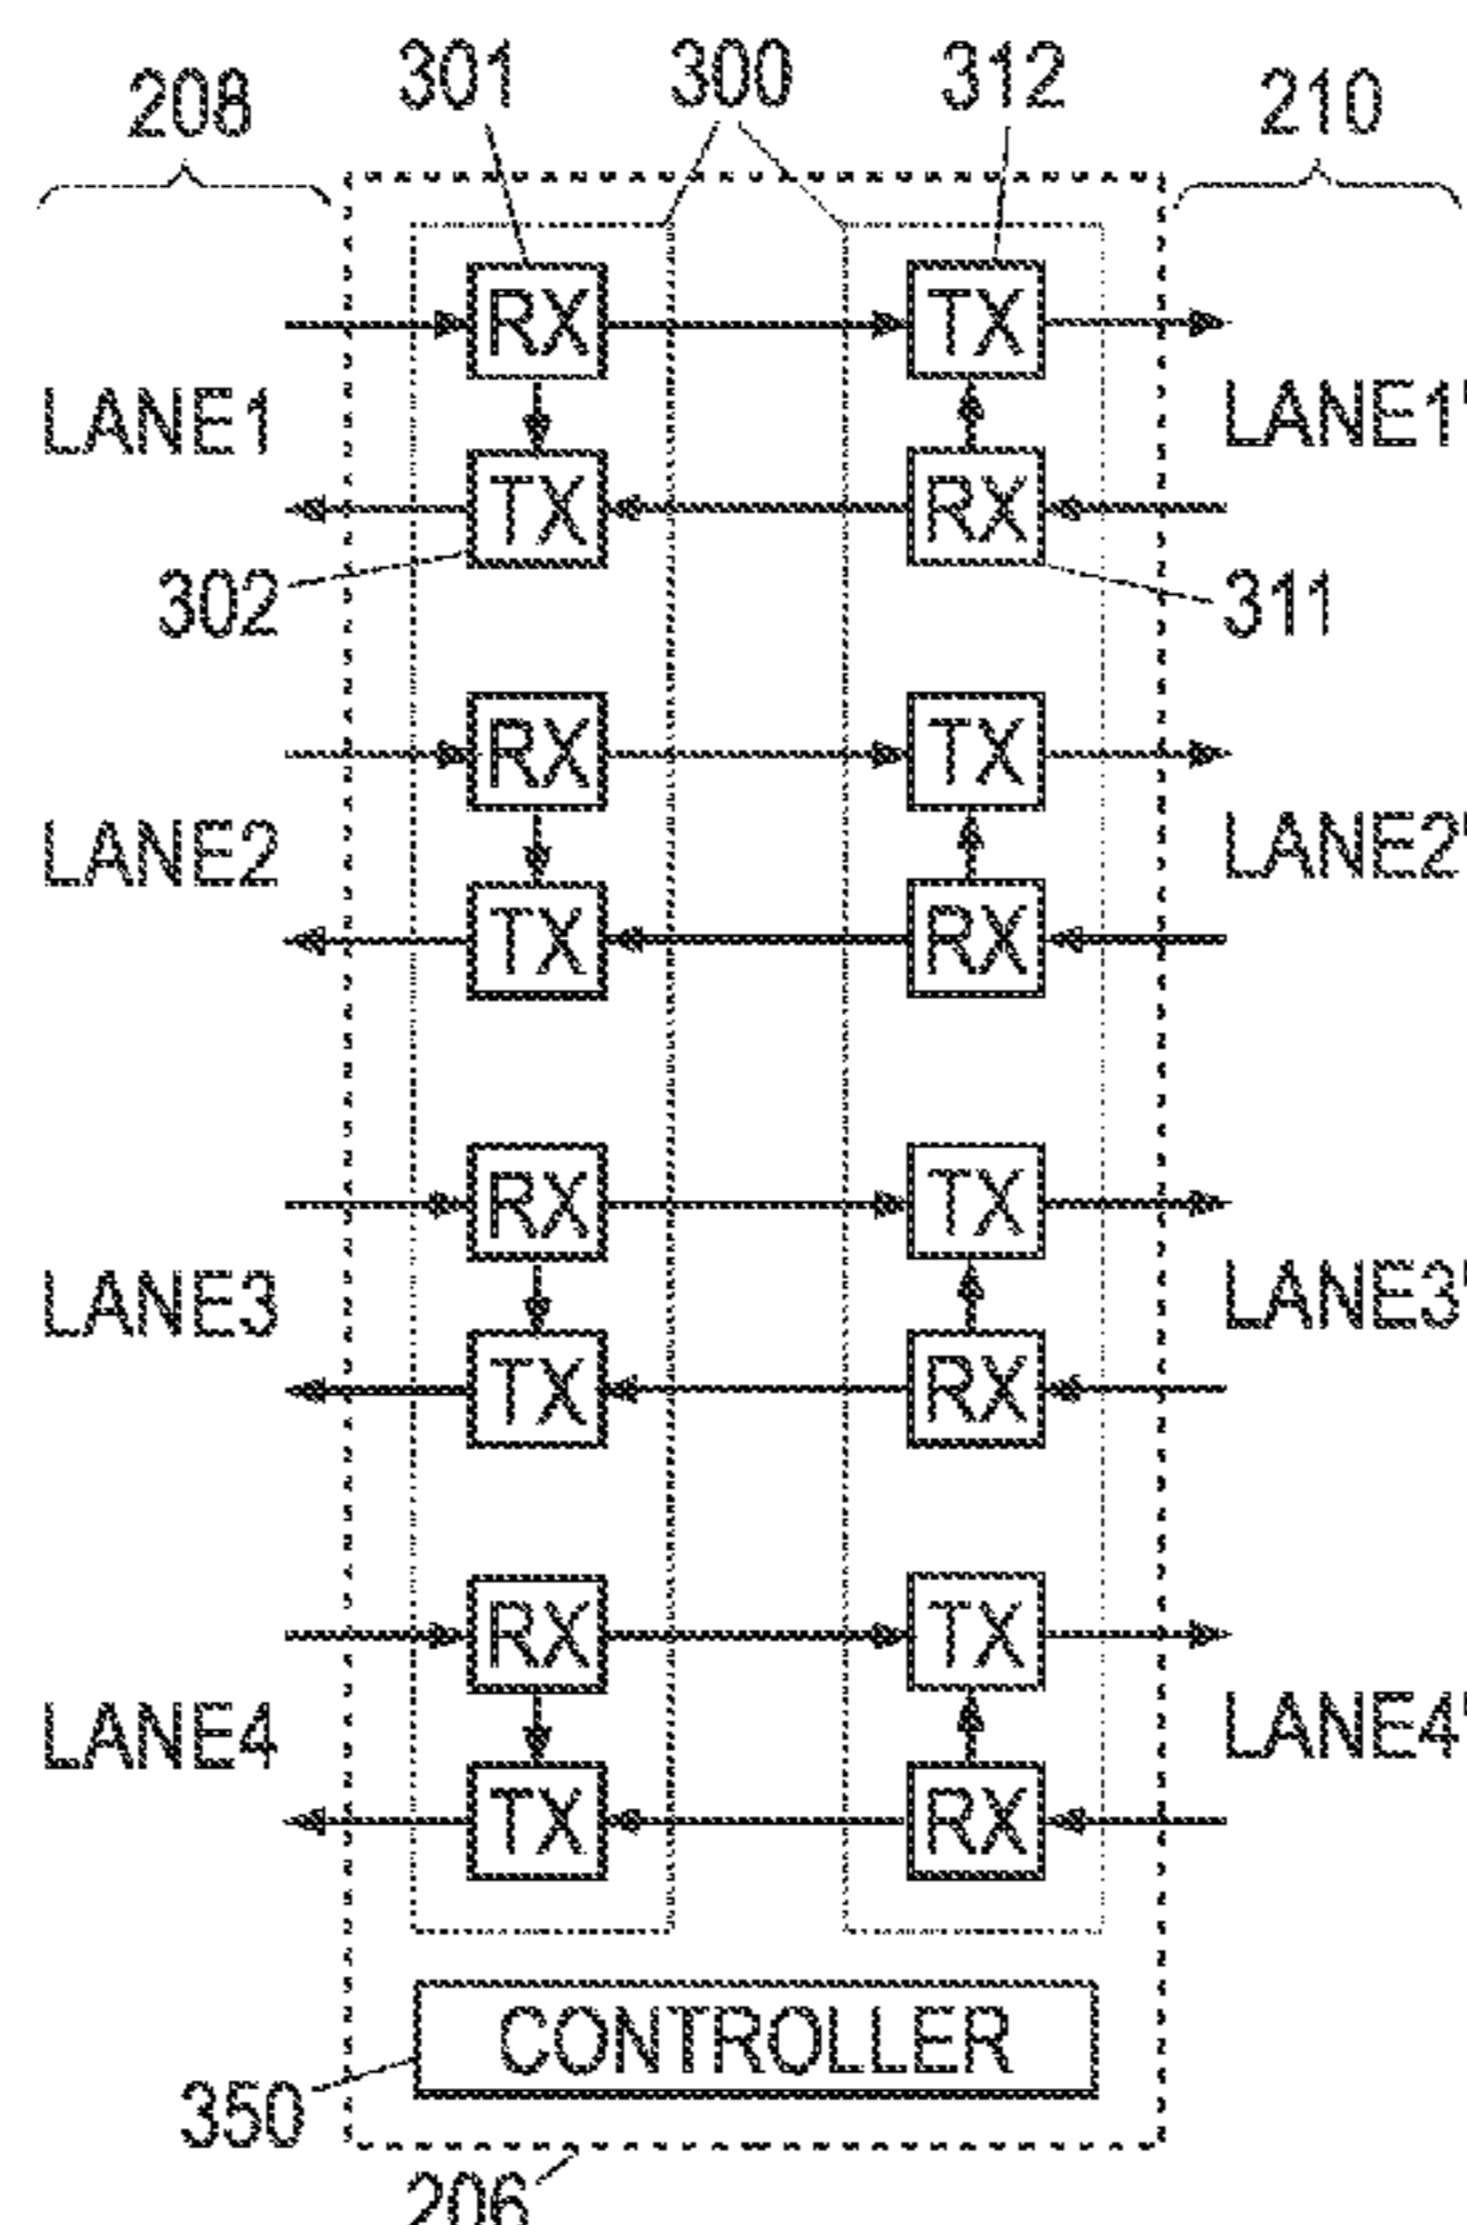 208 301 300 312 210
RX TX
LANE1 LANE1'
TX RX
302 311
RX TX
LANE2 LANE2'
TX RX
RX TX
LANE3 LANE3'
TX RX
RX TX
LANE4 LANE4'
TX RX
CONTROLLER
350
206